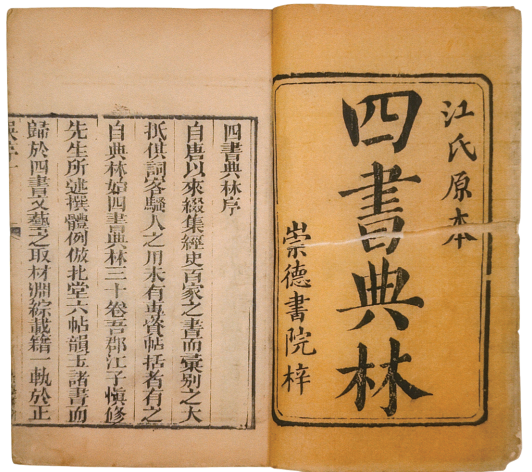 江氏原本
四書典林
崇德書院梓
四書典林序
自唐以來綴集經史百家之書而彙別之大
抵供詞客騷人之用未有專資帖括者有之
自典林始四書典林三十卷吾郡江子慎修
先生所述撰體例倣北堂六帖韻玉諸書而
歸於四書文藝之取材淵綜載籍一軌於正